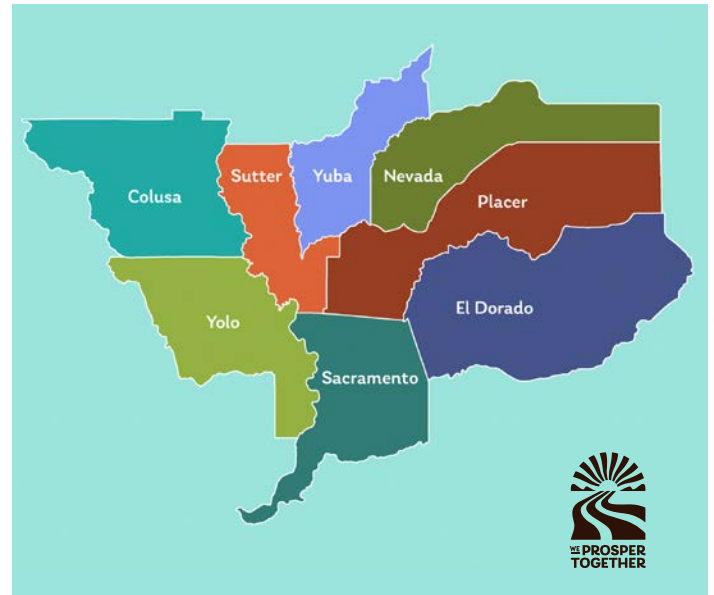 Colusa
Sutter
Yuba
Nevada
Placer
Yolo
El Dorado
Sacramento
WE PROSPER
TOGETHER